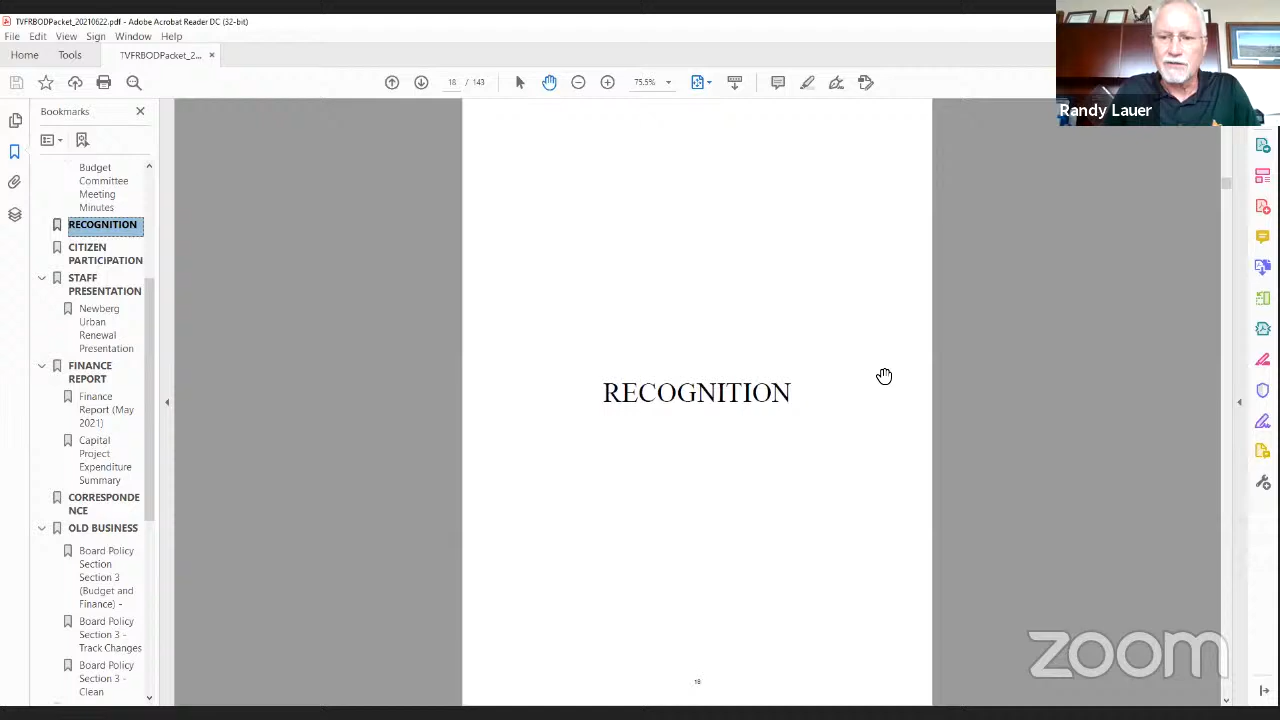 TVFRBODPacket_20210622.pdf - Adobe Acrobat Reader DC (32-bit)
File Edit View Sign Window Help
Home Tools TVFRBODPacket_2... ×
18 / 143 75.5%
Bookmarks
Budget
Committee
Meeting
Minutes
RECOGNITION
CITIZEN
PARTICIPATION
STAFF
PRESENTATION
Newberg
Urban
Renewal
Presentation
FINANCE
REPORT
Finance
Report (May
2021)
Capital
Project
Expenditure
Summary
CORRESPONDE
NCE
OLD BUSINESS
Board Policy
Section
Section 3
(Budget and
Finance) -
Board Policy
Section 3 -
Track Changes
Board Policy
Section 3 -
Clean
RECOGNITION
18
Randy Lauer
zoom